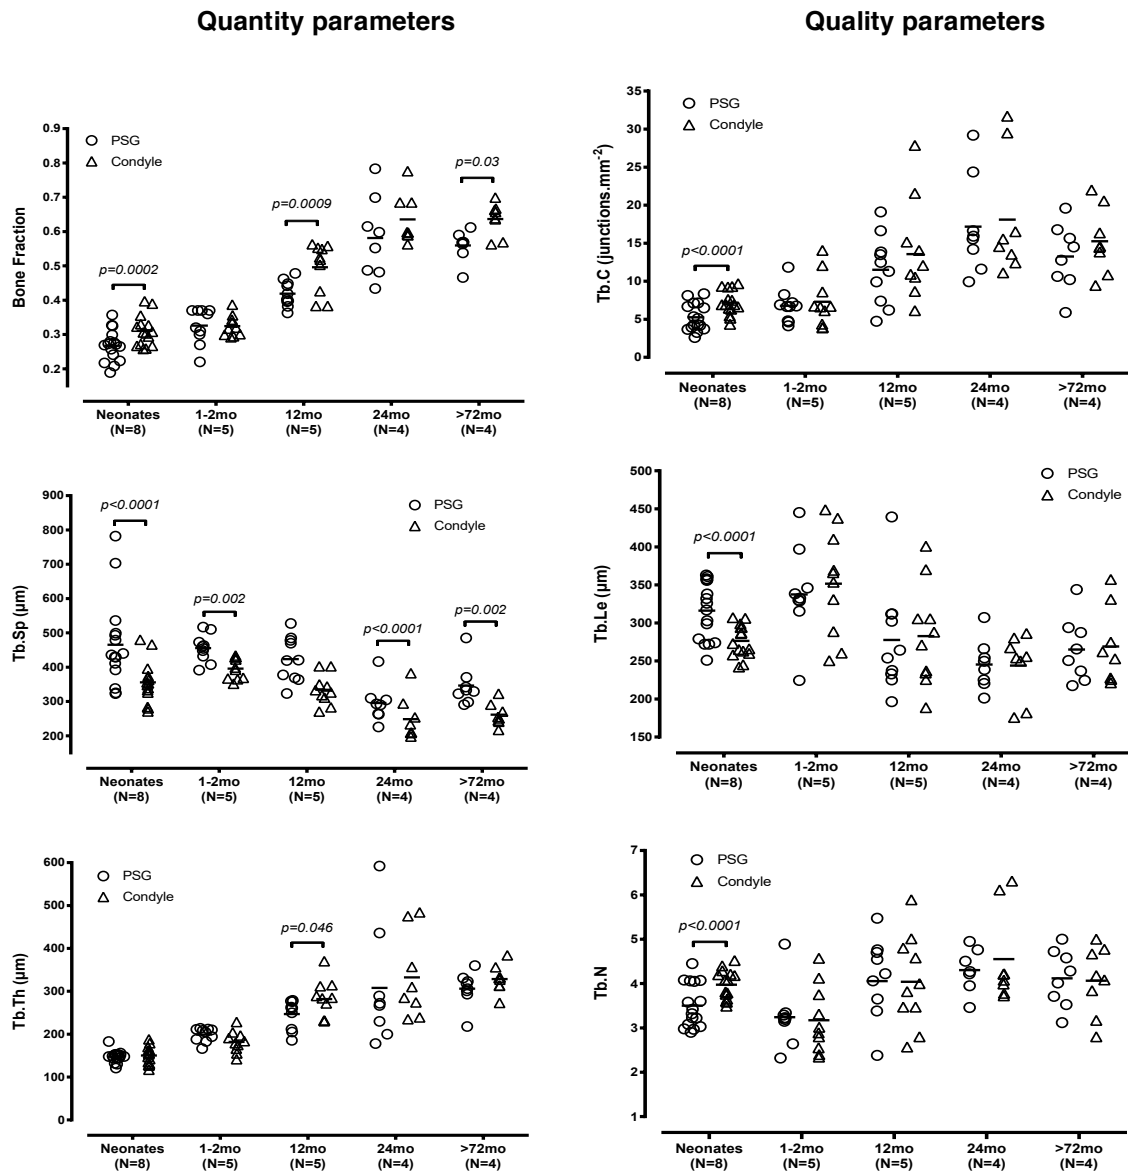 Quantity parameters
Quality parameters
PSG
Condyle
0.9
0.8
0.7
0.6
0.5
0.4
0.3
0.2
Bone Fraction
p=0.0002
p=0.0009
p=0.03
Neonates 1-2mo 12mo 24mo >72mo
(N=8) (N=5) (N=5) (N=4) (N=4)
PSG
Condyle
35
30
25
20
15
10
5
0
Tb.C (junctions.mm-2)
p<0.0001
Neonates 1-2mo 12mo 24mo >72mo
(N=8) (N=5) (N=5) (N=4) (N=4)
PSG
Condyle
900
800
700
600
500
400
300
200
Tb.Sp (µm)
p<0.0001
p=0.002
p<0.0001
p=0.002
Neonates 1-2mo 12mo 24mo >72mo
(N=8) (N=5) (N=5) (N=4) (N=4)
PSG
Condyle
500
450
400
350
300
250
200
150
Tb.Le (µm)
p<0.0001
Neonates 1-2mo 12mo 24mo >72mo
(N=8) (N=5) (N=5) (N=4) (N=4)
PSG
Condyle
600
500
400
300
200
100
0
Tb.Th (µm)
p=0.046
Neonates 1-2mo 12mo 24mo >72mo
(N=8) (N=5) (N=5) (N=4) (N=4)
PSG
Condyle
7
6
5
4
3
2
1
Tb.N
p<0.0001
Neonates 1-2mo 12mo 24mo >72mo
(N=8) (N=5) (N=5) (N=4) (N=4)